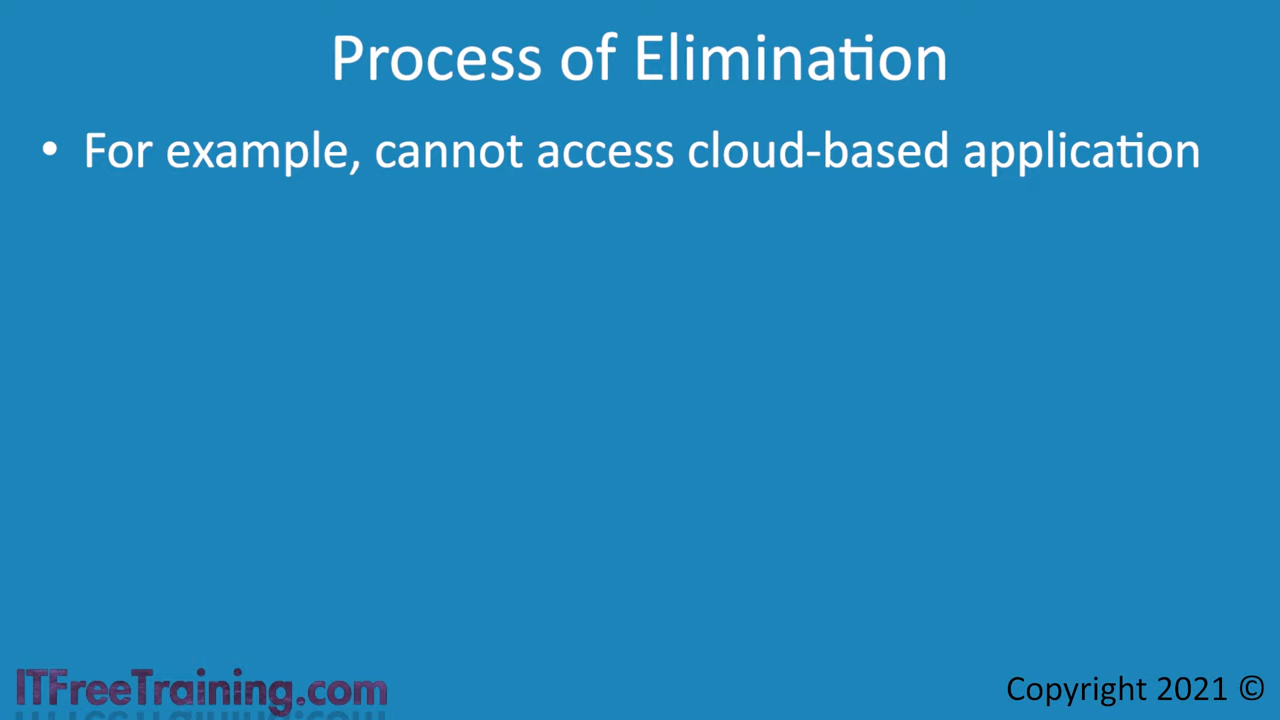 Process of Elimination
• For example, cannot access cloud-based application
ITFreeTraining.com
Copyright 2021 ©